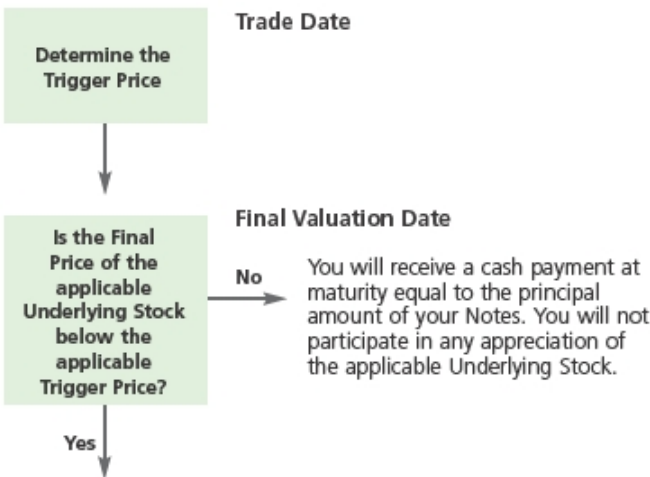 Trade Date
Determine the
Trigger Price
Final Valuation Date
Is the Final
Price of the
applicable
Underlying Stock
below the
applicable
Trigger Price?
No
You will receive a cash payment at
maturity equal to the principal
amount of your Notes. You will not
participate in any appreciation of
the applicable Underlying Stock.
Yes